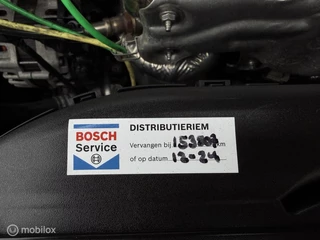 BOSCH
Service
DISTRIBUTIERIEM
Vervangen bij 153807 km
of op datum 12-24
mobilox